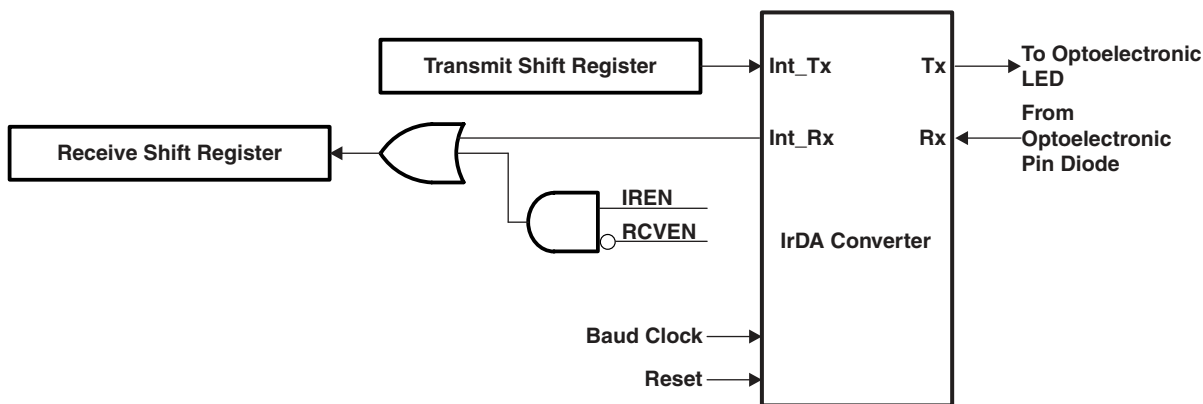 Transmit Shift Register
Int_Tx
Tx
To Optoelectronic
LED
Receive Shift Register
Int_Rx
Rx
From
Optoelectronic
Pin Diode
IREN
RCVEN
IrDA Converter
Baud Clock
Reset